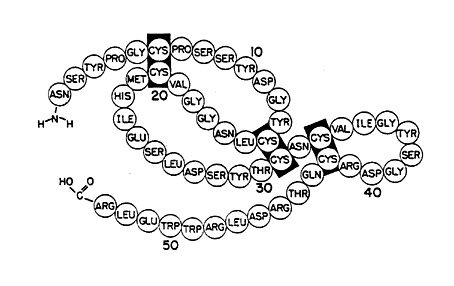 H-N-H
ASN SER TYR PRO GLY CYS PRO SER SER TYR ASP GLY TYR
10
CYS LEU ASN GLY GLY VAL CYS
20
MET HIS ILE GLU SER LEU ASP SER TYR THR CYS
30
ASN CYS VAL ILE GLY TYR SER GLY ASP ARG CYS
40
GLN THR ARG ASP LEU ARG TRP TRP GLU LEU ARG
50
HO C O